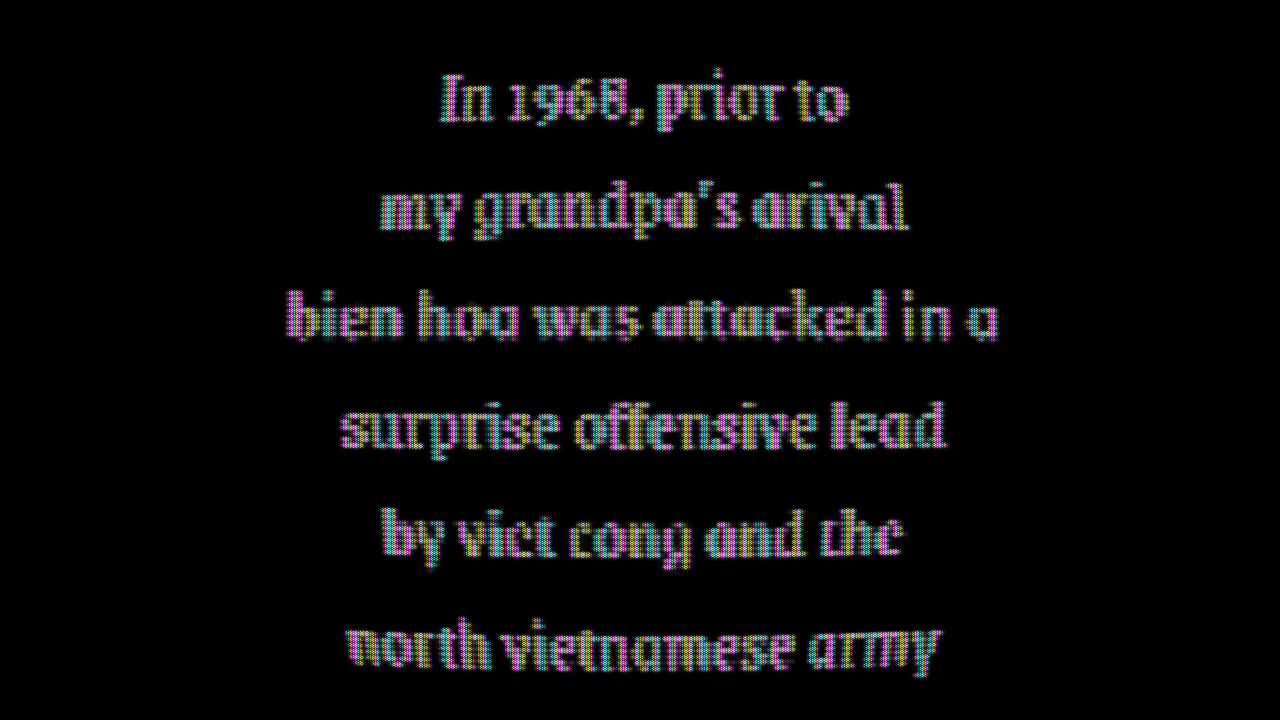 In 1968, prior to
my grandpa's arival
bien hoa was attacked in a
surprise offensive lead
by viet cong and the
north vietnamese army